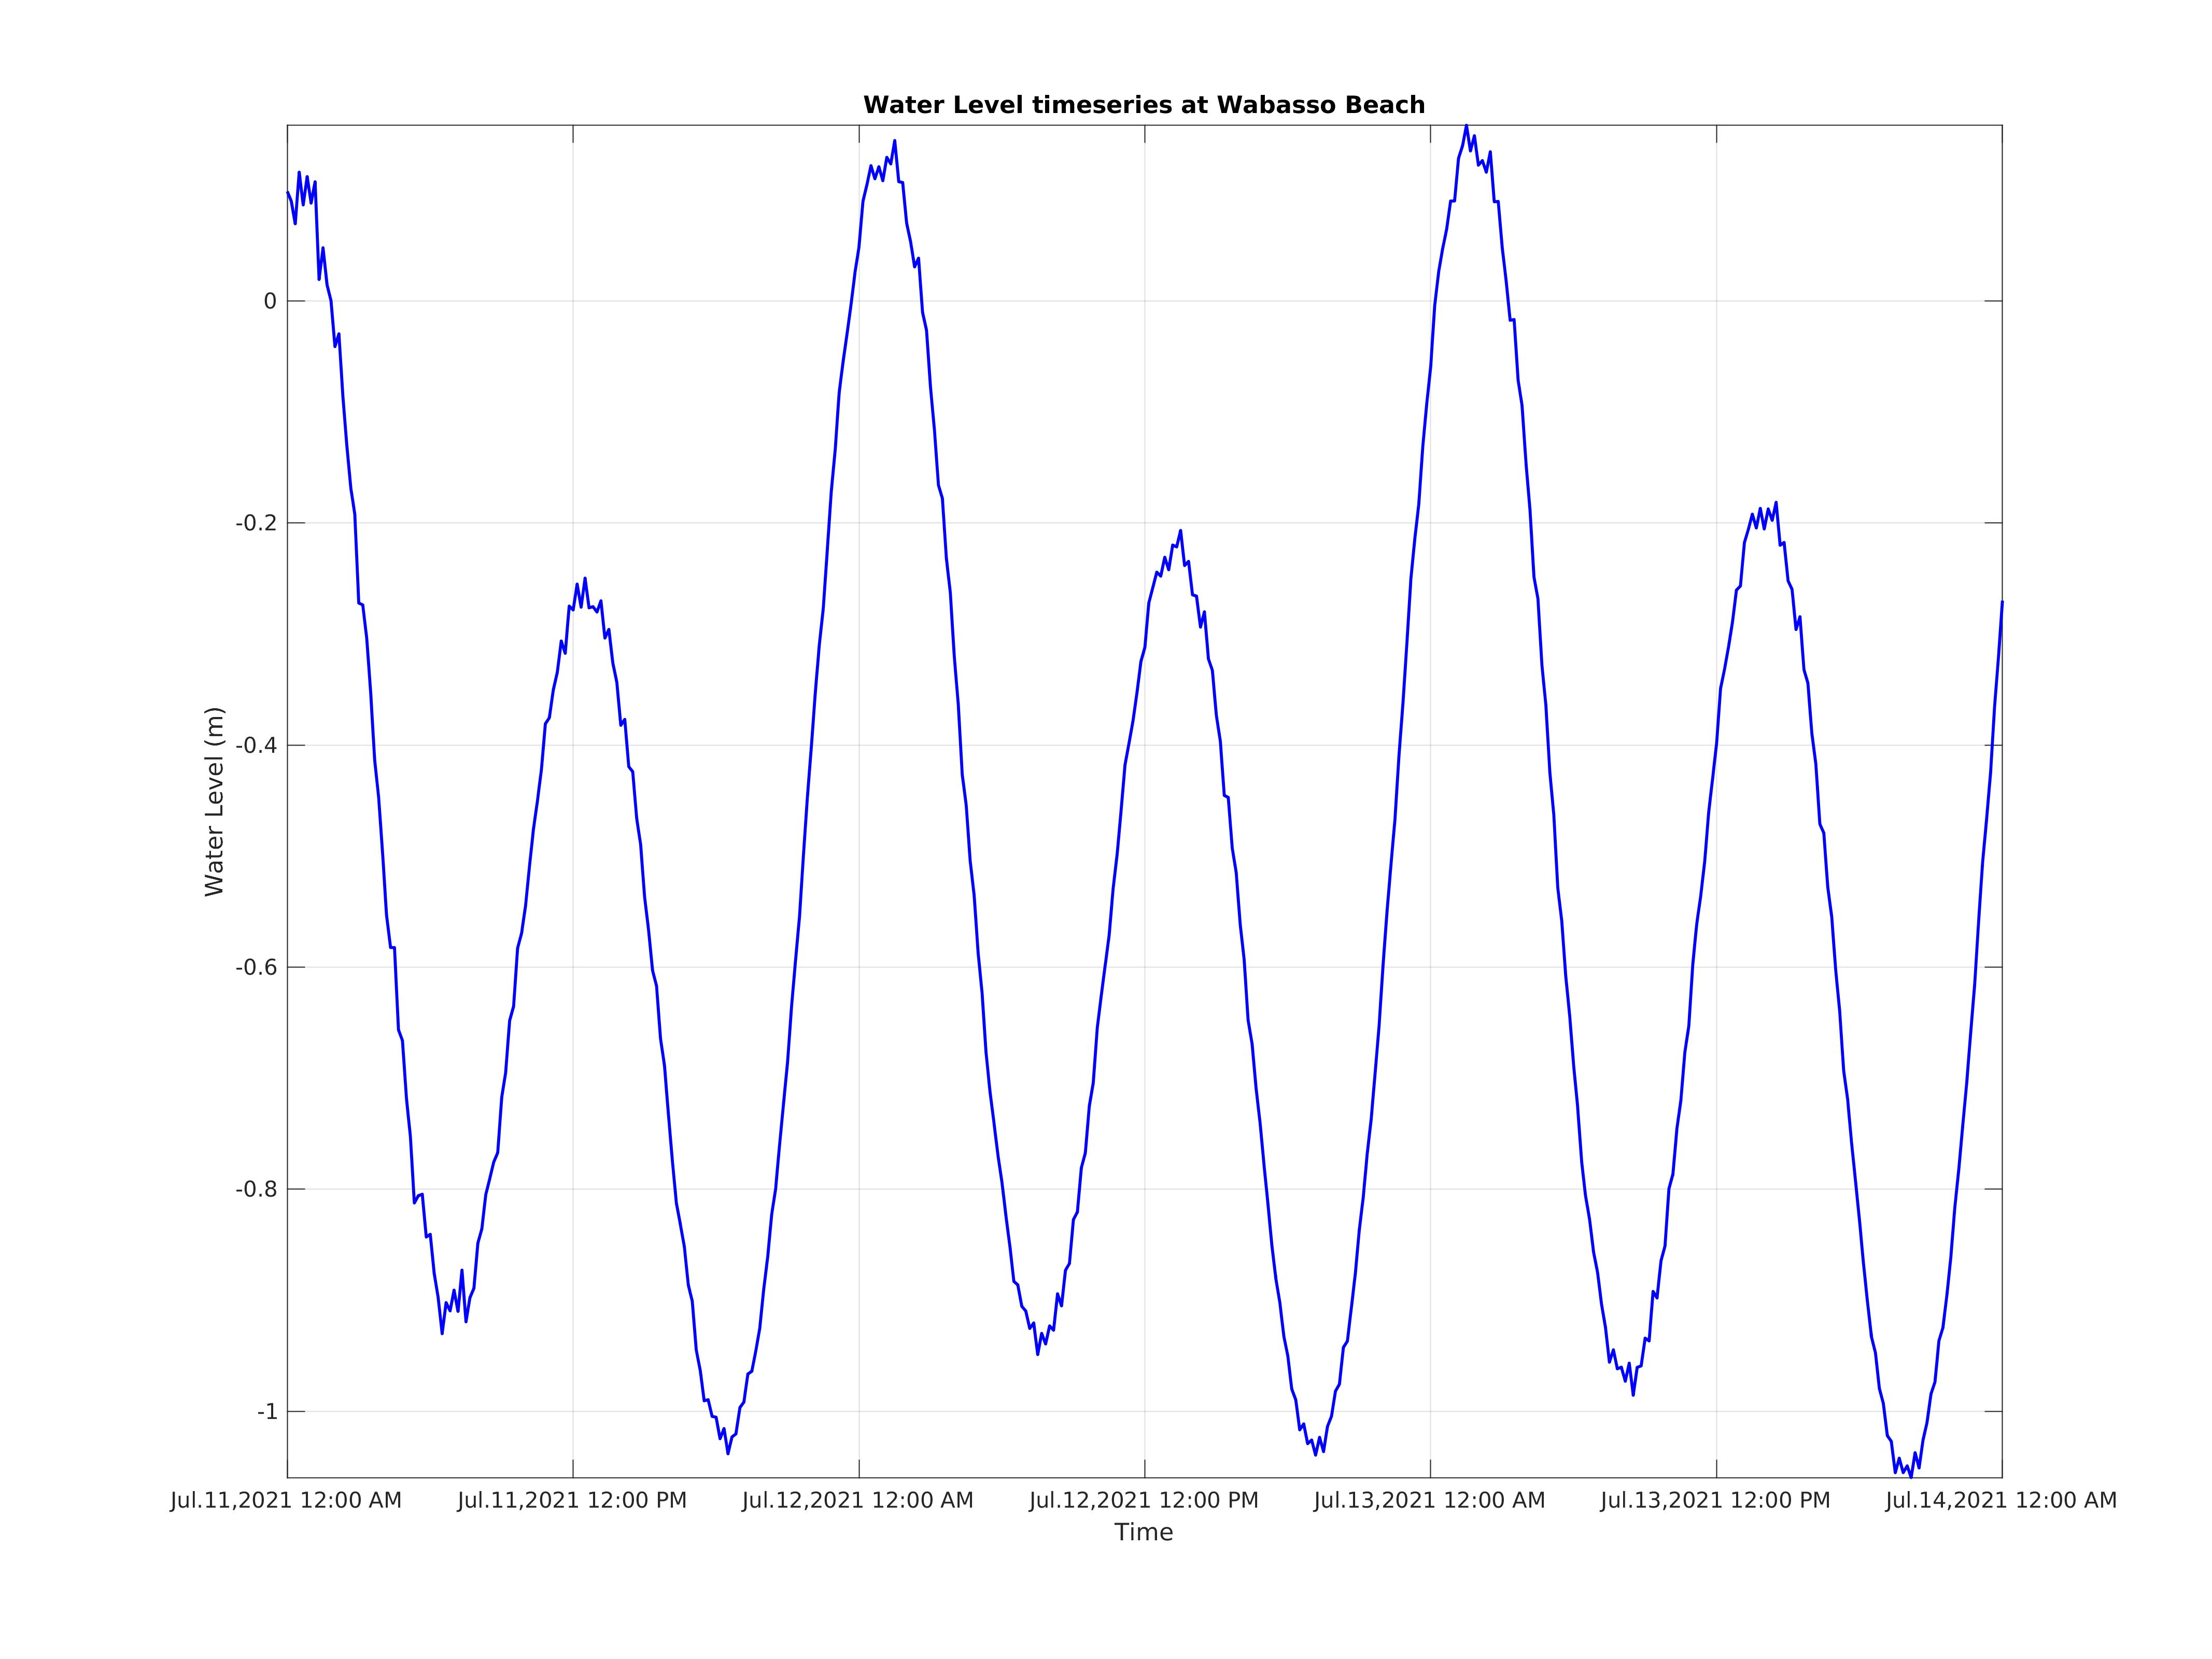 Water Level timeseries at Wabasso Beach
Water Level (m)
0
-0.2
-0.4
-0.6
-0.8
-1
Jul.11,2021 12:00 AM
Jul.11,2021 12:00 PM
Jul.12,2021 12:00 AM
Jul.12,2021 12:00 PM
Jul.13,2021 12:00 AM
Jul.13,2021 12:00 PM
Jul.14,2021 12:00 AM
Time